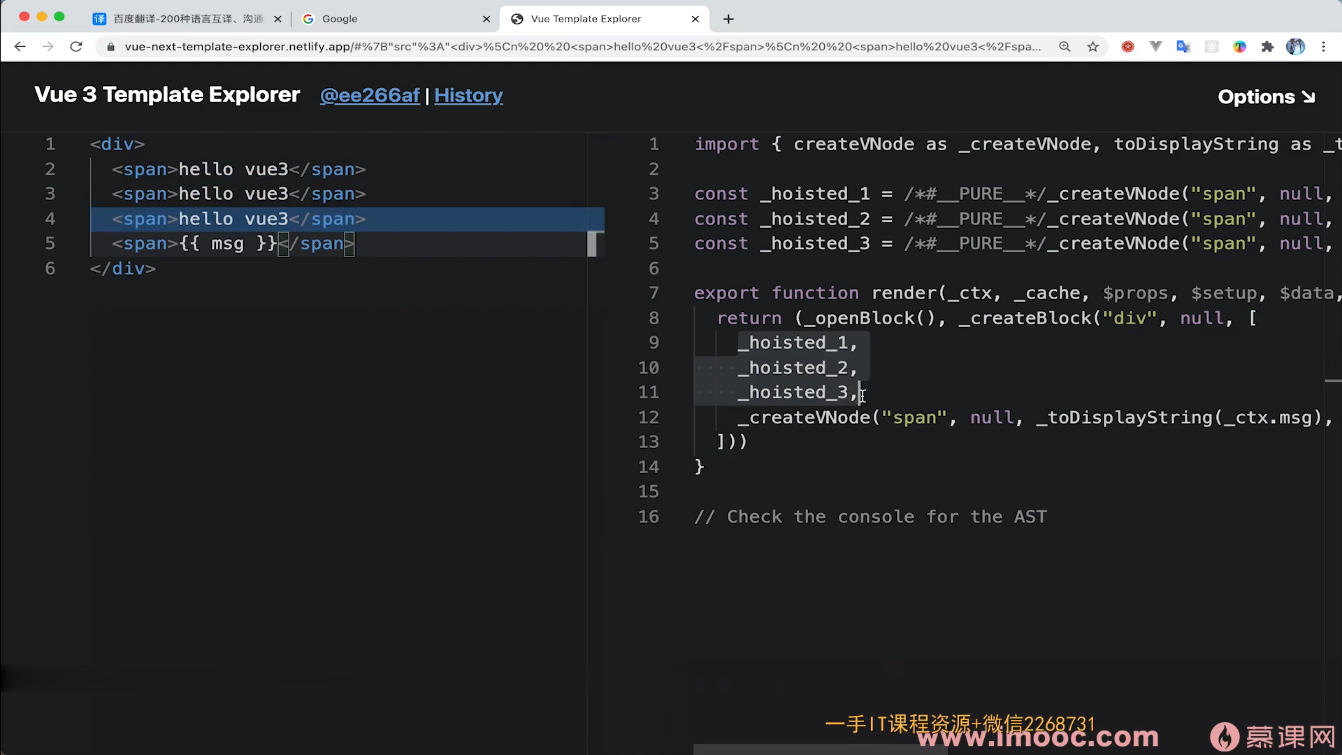 百度翻译-200种语言互译、沟通
Google
Vue Template Explorer
vue-next-template-explorer.netlify.app/#%7B"src"%3A"<div>%5Cn%20%20<span>hello%20vue3<%2Fspan>%5Cn%20%20<span>hello%20vue3<%2Fspa...
Vue 3 Template Explorer @ee266af | History
Options ↘
1 <div>
2 <span>hello vue3</span>
3 <span>hello vue3</span>
4 <span>hello vue3</span>
5 <span>{{ msg }}</span>
6 </div>
1 import { createVNode as _createVNode, toDisplayString as _t
2
3 const _hoisted_1 = /*#__PURE__*/_createVNode("span", null,
4 const _hoisted_2 = /*#__PURE__*/_createVNode("span", null,
5 const _hoisted_3 = /*#__PURE__*/_createVNode("span", null,
6
7 export function render(_ctx, _cache, $props, $setup, $data,
8 return (_openBlock(), _createBlock("div", null, [
9 _hoisted_1,
10 _hoisted_2,
11 _hoisted_3,
12 _createVNode("span", null, _toDisplayString(_ctx.msg),
13 ]))
14 }
15
16 // Check the console for the AST
一手IT课程资源+微信2268731
www.imooc.com
慕课网